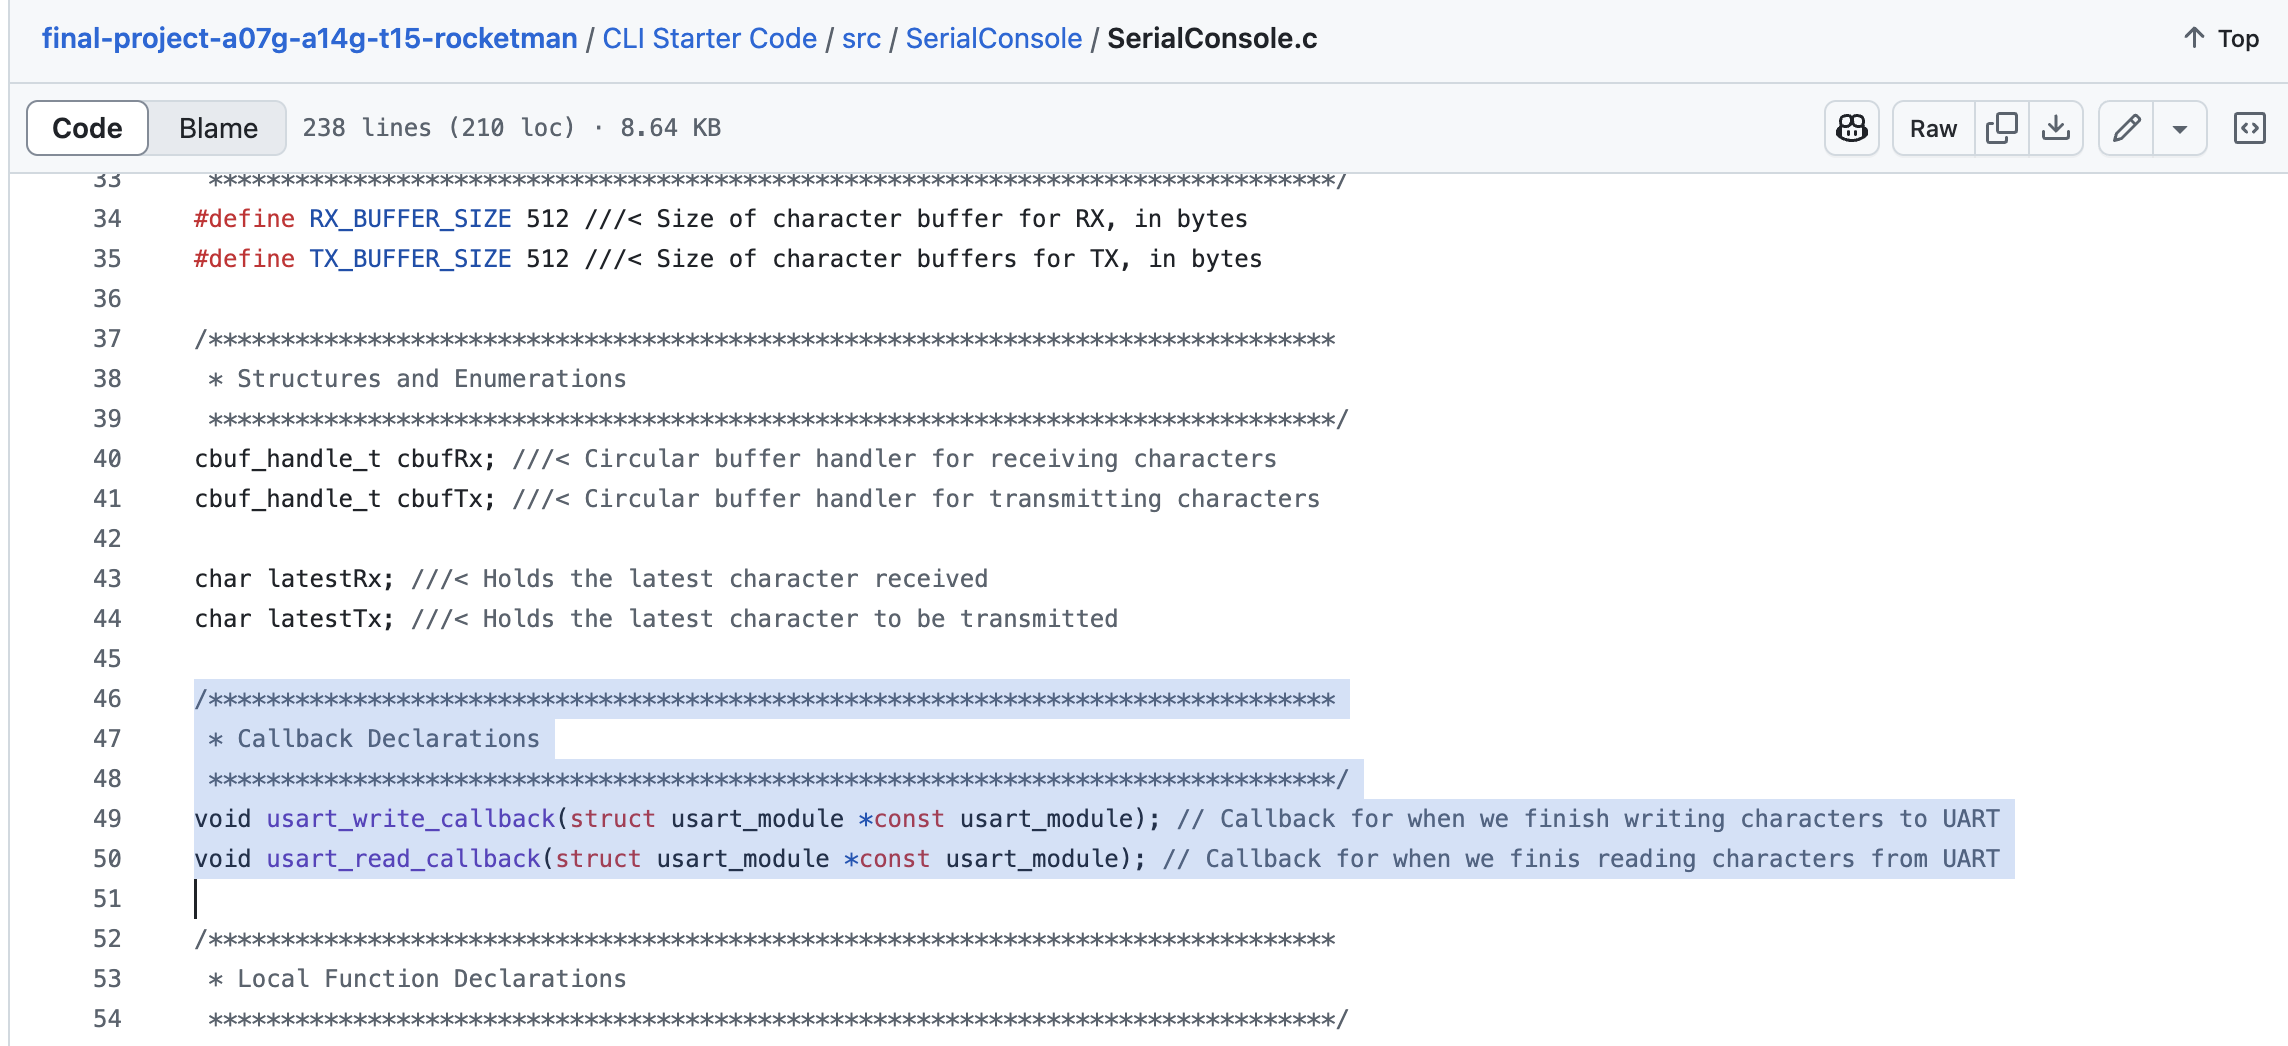 final-project-a07g-a14g-t15-rocketman / CLI Starter Code / src / SerialConsole / SerialConsole.c
Top
Code Blame 238 lines (210 loc) · 8.64 KB
Raw
33 ******************************************************************************/
34 #define RX_BUFFER_SIZE 512 ///< Size of character buffer for RX, in bytes
35 #define TX_BUFFER_SIZE 512 ///< Size of character buffers for TX, in bytes
36
37 /******************************************************************************
38 * Structures and Enumerations
39 ******************************************************************************/
40 cbuf_handle_t cbufRx; ///< Circular buffer handler for receiving characters
41 cbuf_handle_t cbufTx; ///< Circular buffer handler for transmitting characters
42
43 char latestRx; ///< Holds the latest character received
44 char latestTx; ///< Holds the latest character to be transmitted
45
46 /******************************************************************************
47 * Callback Declarations
48 ******************************************************************************/
49 void usart_write_callback(struct usart_module *const usart_module); // Callback for when we finish writing characters to UART
50 void usart_read_callback(struct usart_module *const usart_module); // Callback for when we finis reading characters from UART
51
52 /******************************************************************************
53 * Local Function Declarations
54 ******************************************************************************/